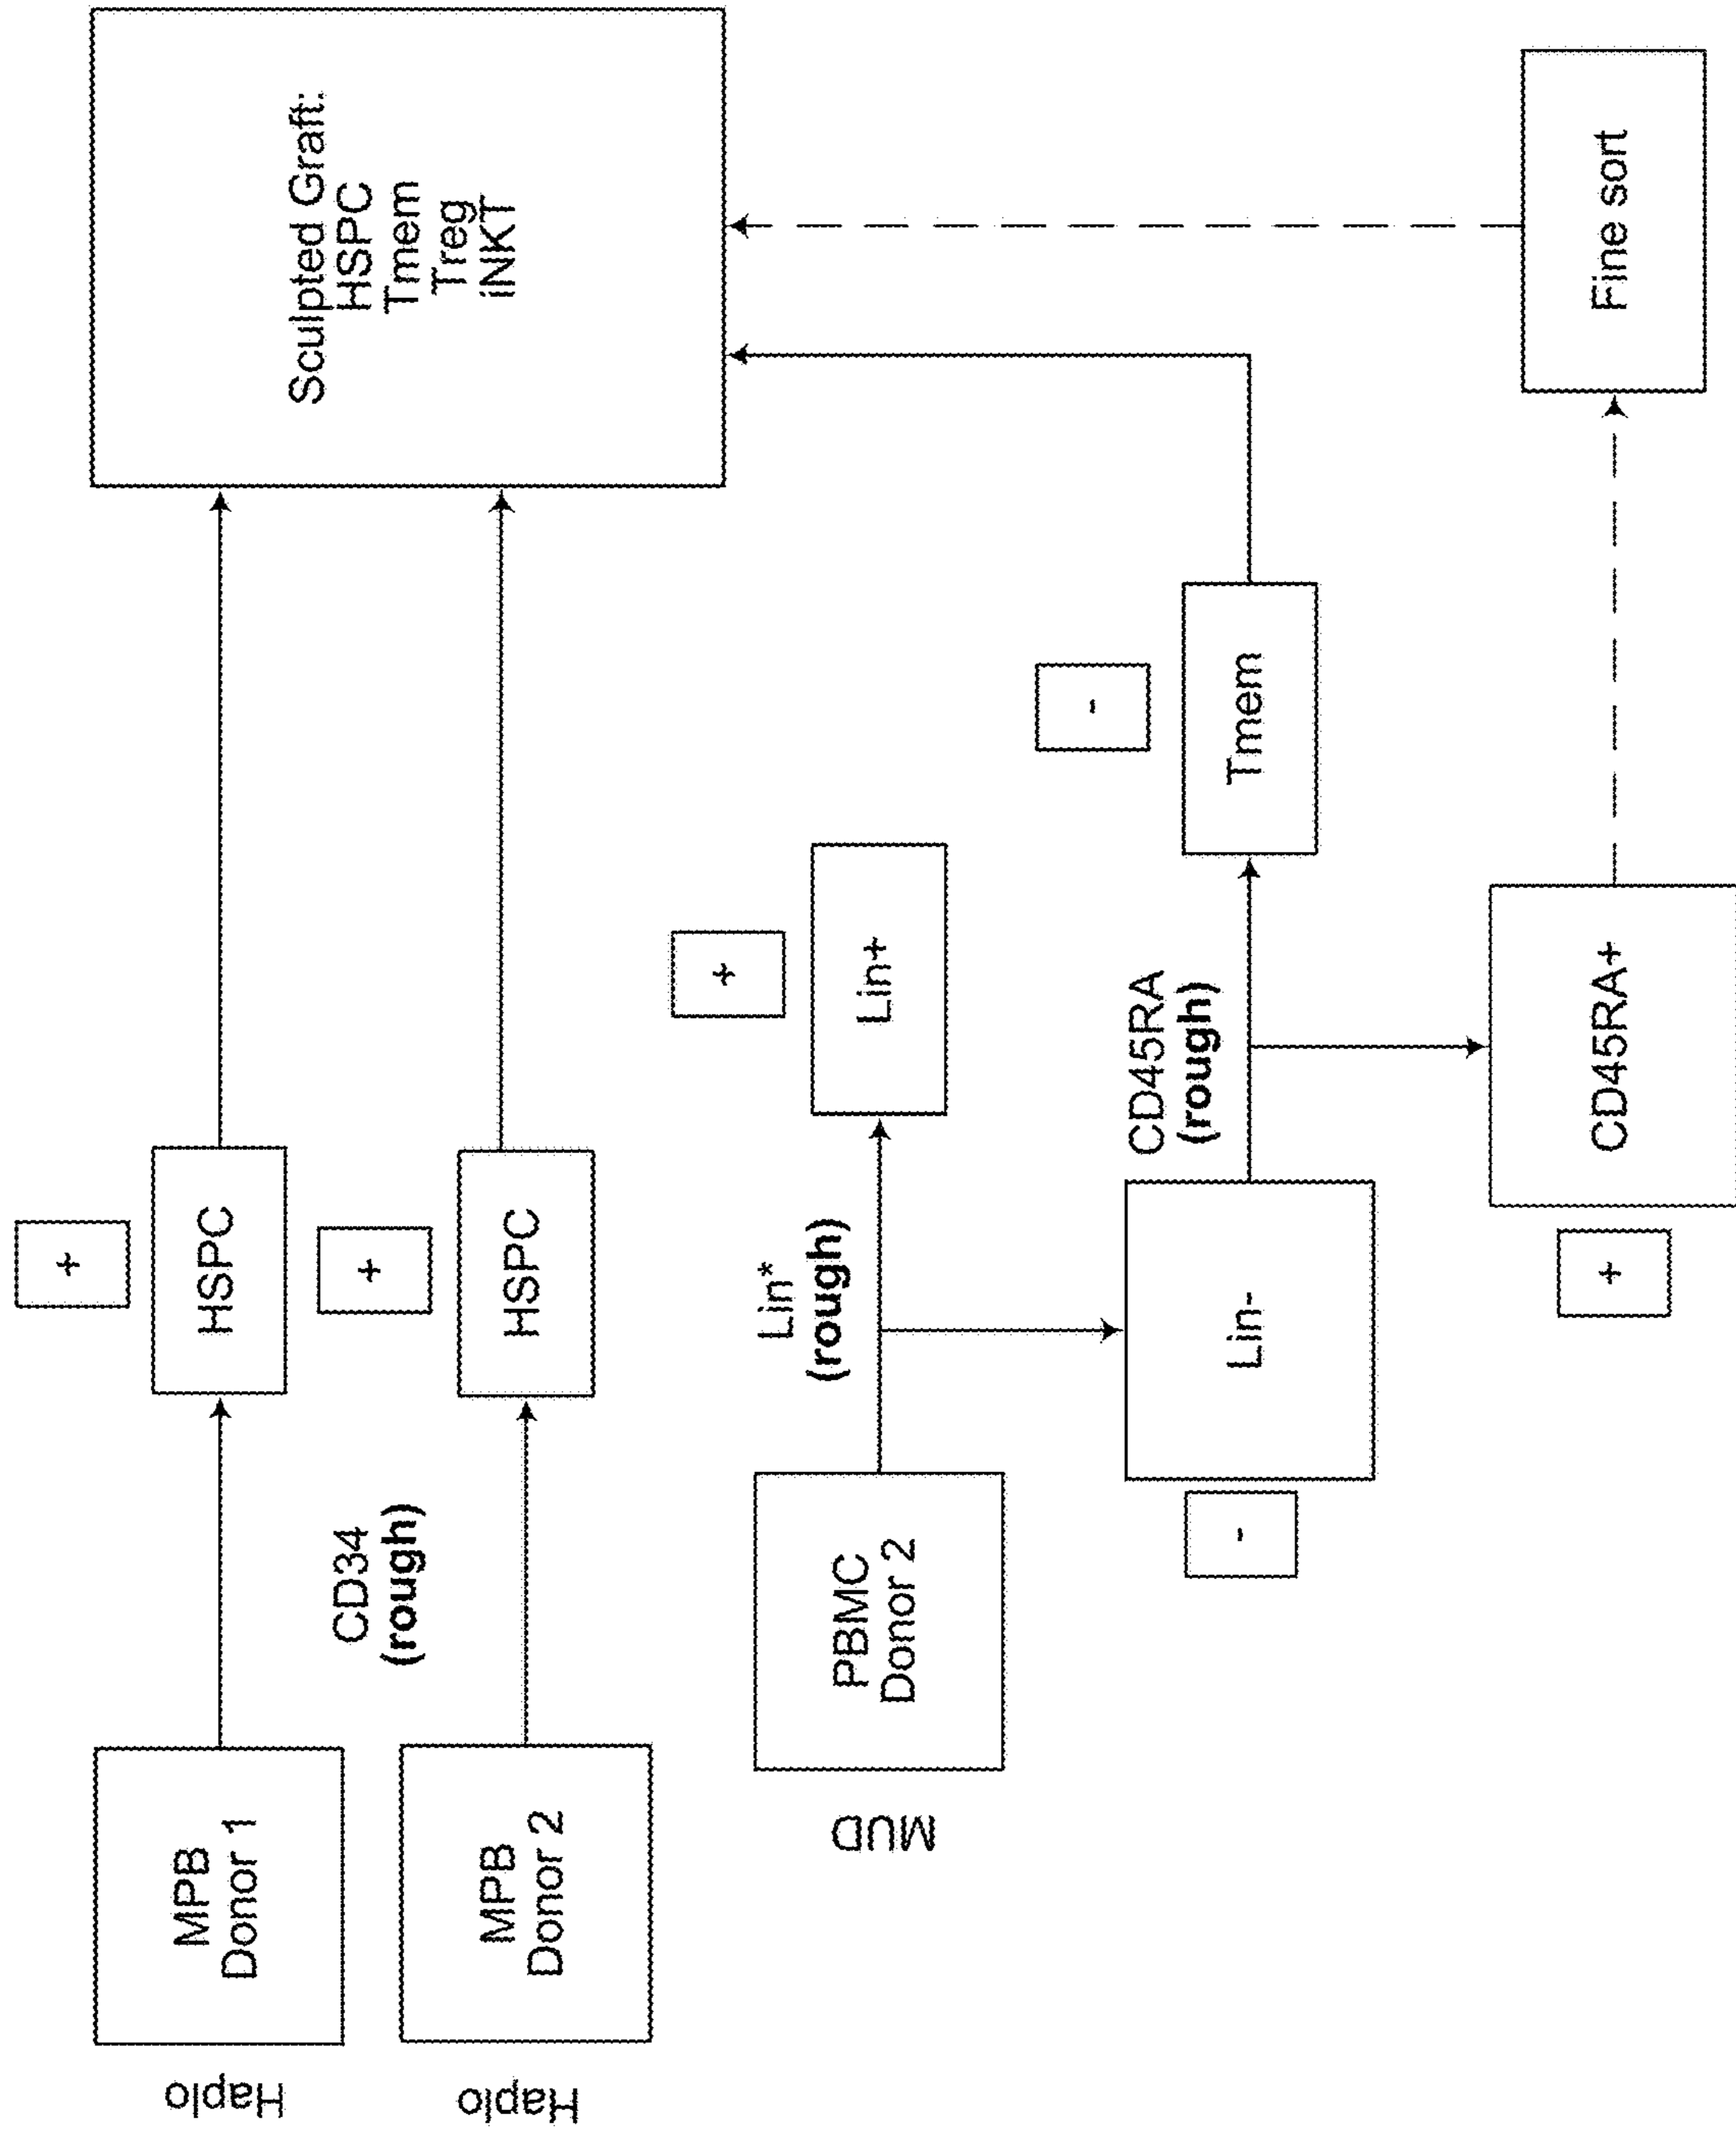 Haplo
MPB
Donor 1
+
HSPC
Sculpted Graft:
HSPC
Tmem
Treg
iNKT
CD34
(rough)
Haplo
MPB
Donor 2
+
HSPC
MUD
PBMC
Donor 2
Lin*
(rough)
+
Lin+
-
Lin-
CD45RA
(rough)
-
Tmem
+
CD45RA+
Fine sort